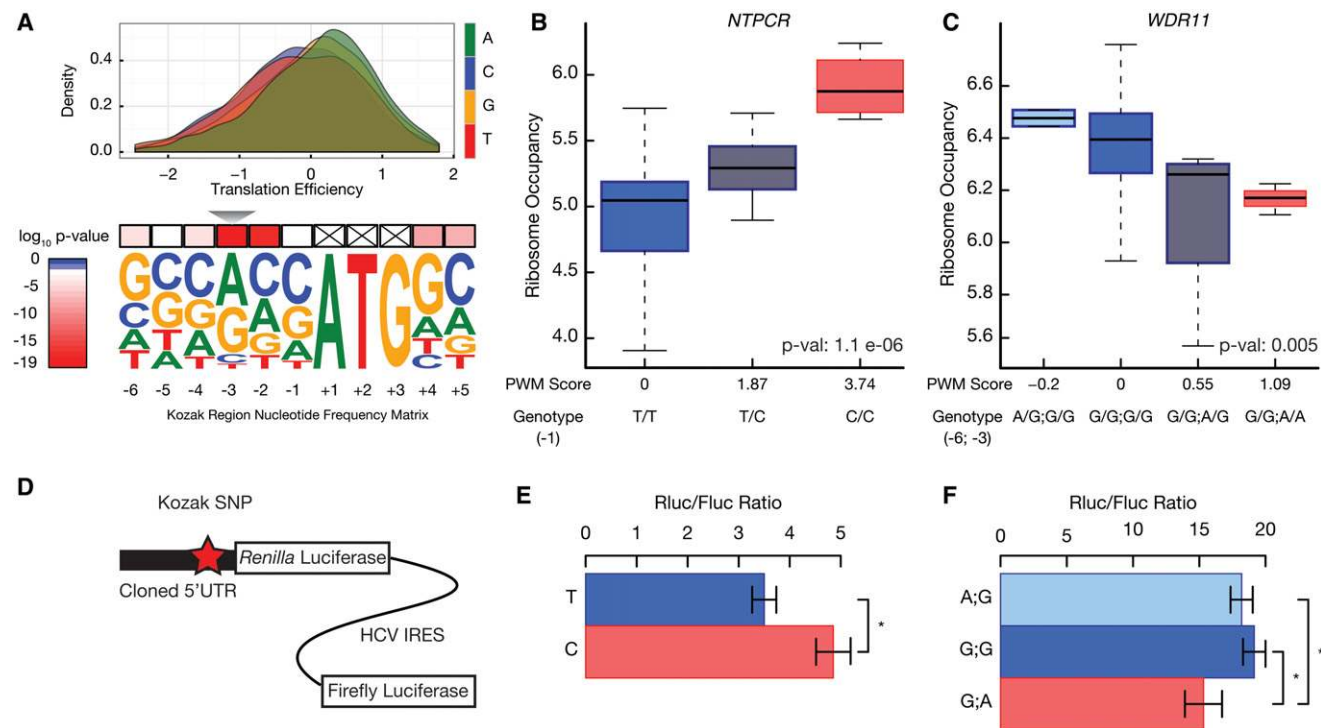 A
Density
0.4
0.2
0.0
−2
−1
0
1
2
Translation Efficiency
A
C
G
T
log10 p-value
0
-5
-10
-15
-19
G C C A C C A T G G C
C G G G A G A A
A T A C G A T G
T A T T T T C T
-6 -5 -4 -3 -2 -1 +1 +2 +3 +4 +5
Kozak Region Nucleotide Frequency Matrix
B
NTPCR
Ribosome Occupancy
6.0
5.5
5.0
4.5
4.0
p-val: 1.1 e-06
PWM Score
0
1.87
3.74
Genotype
(-1)
T/T
T/C
C/C
C
WDR11
Ribosome Occupancy
6.6
6.4
6.2
6.0
5.6
p-val: 0.005
PWM Score
−0.2
0
0.55
1.09
Genotype
(-6; -3)
A/G;G/G
G/G;G/G
G/G;A/G
G/G;A/A
D
Kozak SNP
Renilla Luciferase
Cloned 5'UTR
HCV IRES
Firefly Luciferase
E
Rluc/Fluc Ratio
0 1 2 3 4 5
T
C
*
F
Rluc/Fluc Ratio
0 5 10 15 20
A;G
G;G
G;A
*
*